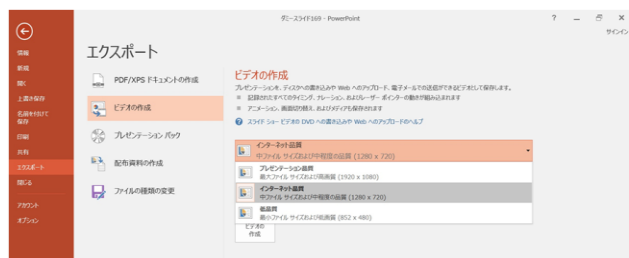 ダミースライド169 - PowerPoint
?
サインイン
情報
新規
開く
上書き保存
名前を付けて
保存
印刷
共有
エクスポート
閉じる
アカウント
オプション
エクスポート
PDF/XPS ドキュメントの作成
ビデオの作成
プレゼンテーション パック
配布資料の作成
ファイルの種類の変更
ビデオの作成
プレゼンテーションを、ディスクへの書き込みや Web へのアップロード、電子メールでの送信ができるビデオとして保存します。
記録されたすべてのタイミング、ナレーション、およびレーザー ポインターの動きが組み込まれます
アニメーション、画面切り替え、およびメディアも保存されます
スライド ショー ビデオの DVD への書き込みや Web へのアップロードのヘルプ
インターネット品質
中ファイル サイズおよび中程度の品質 (1280 x 720)
プレゼンテーション品質
最大ファイル サイズおよび高画質 (1920 x 1080)
インターネット品質
中ファイル サイズおよび中程度の品質 (1280 x 720)
低品質
最小ファイル サイズおよび低画質 (852 x 480)
ビデオの
作成